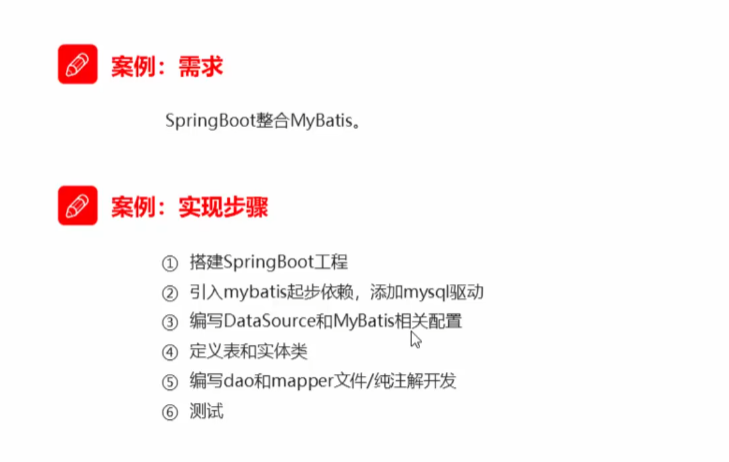 案例：需求
SpringBoot整合MyBatis。
案例：实现步骤
① 搭建SpringBoot工程
② 引入mybatis起步依赖，添加mysql驱动
③ 编写DataSource和MyBatis相关配置
④ 定义表和实体类
⑤ 编写dao和mapper文件/纯注解开发
⑥ 测试